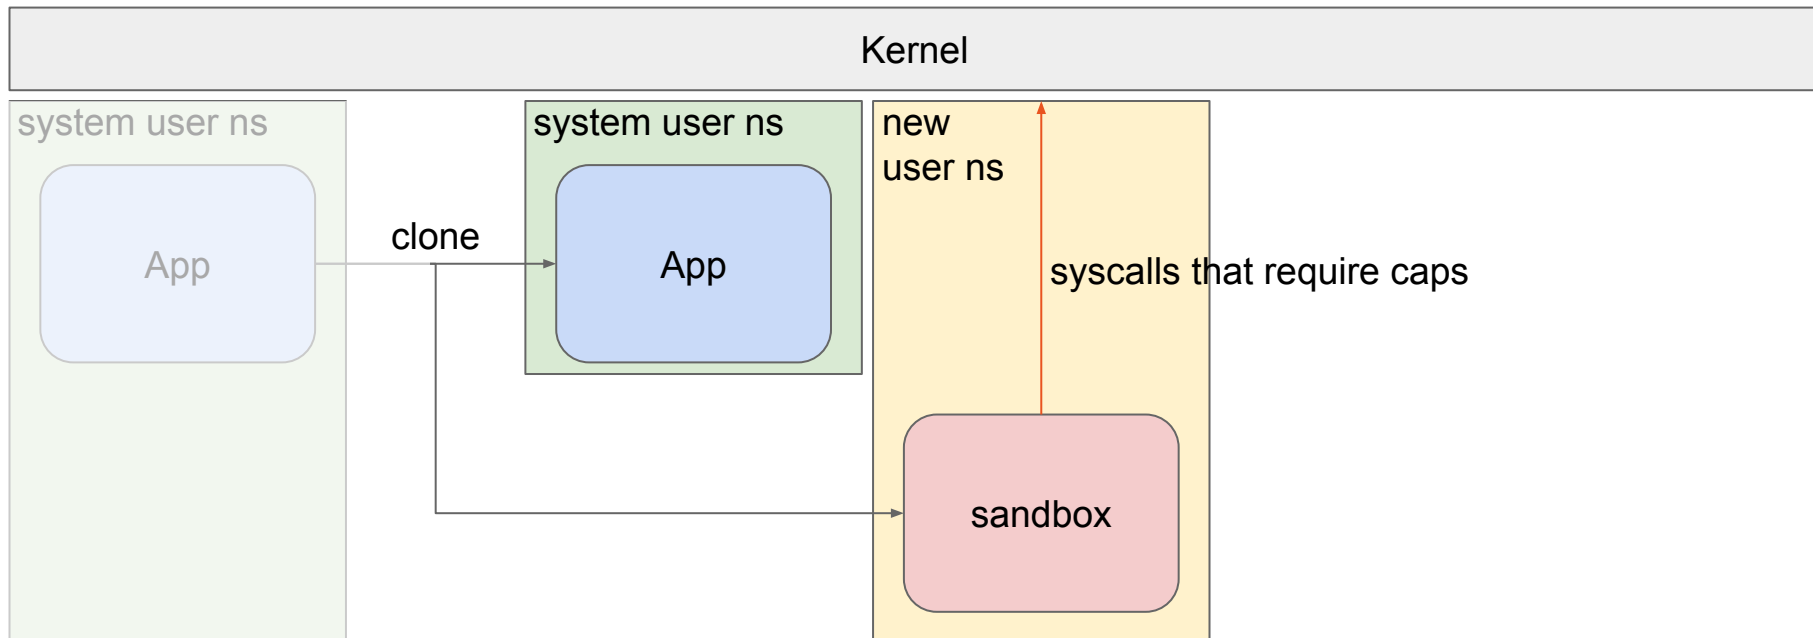 Kernel
system user ns
system user ns
new
user ns
clone
App
App
syscalls that require caps
sandbox